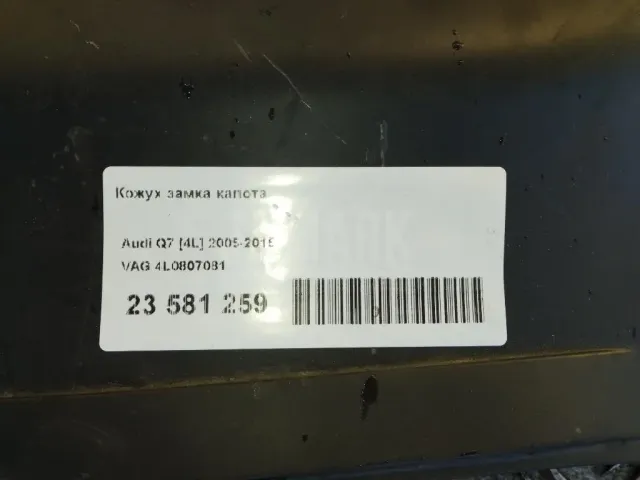 Кожух замка капота
Audi Q7 [4L] 2005-2015
VAG 4L0807081
23 581 259